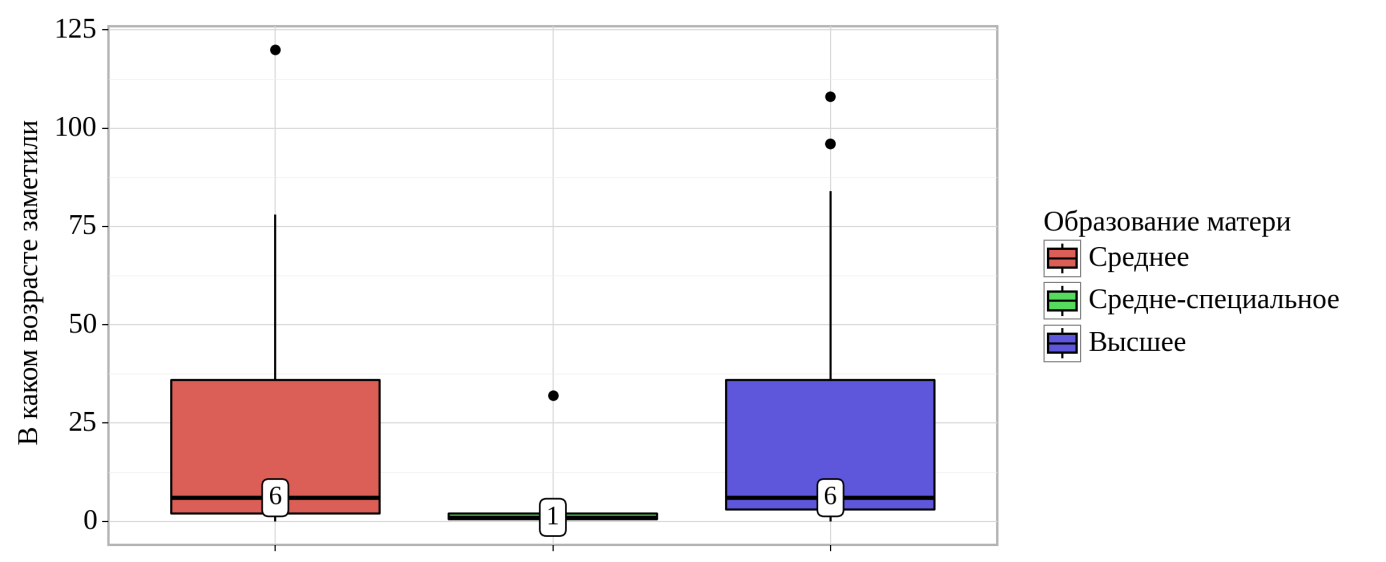 В каком возрасте заметили
125
100
75
50
25
0
6
1
6
Образование матери
Среднее
Средне-специальное
Высшее